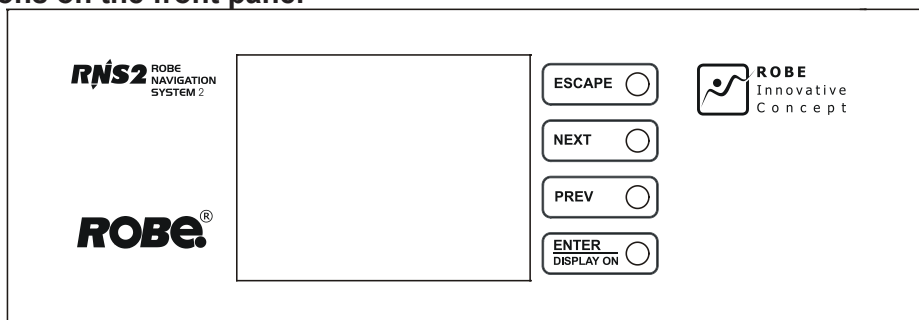 on the front panel
RNS2 ROBE
NAVIGATION
SYSTEM 2
ROBE®
ESCAPE
NEXT
PREV
ENTER
DISPLAY ON
ROBE
Innovative
Concept